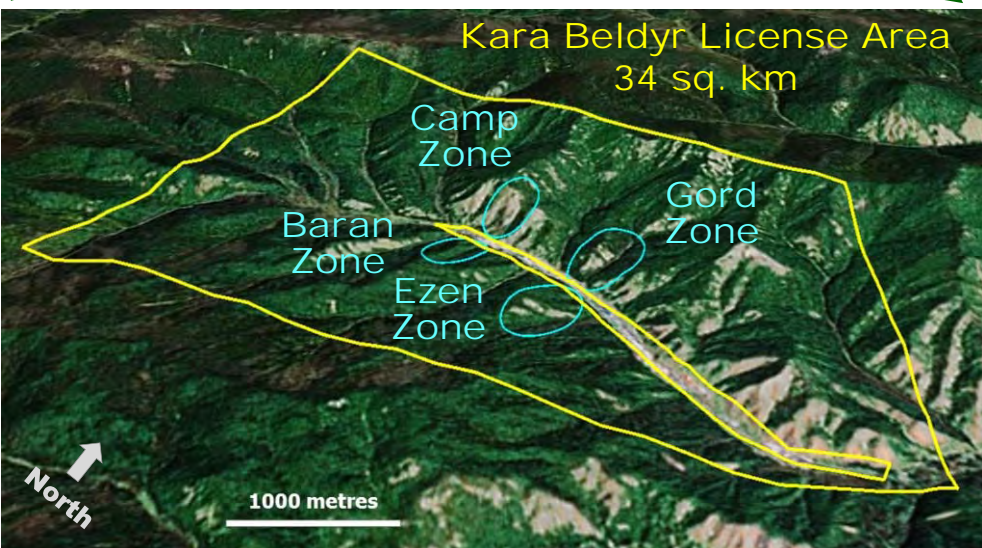 Kara Beldyr License Area
34 sq. km
Camp
Zone
Gord
Zone
Baran
Zone
Ezen
Zone
North
1000 metres